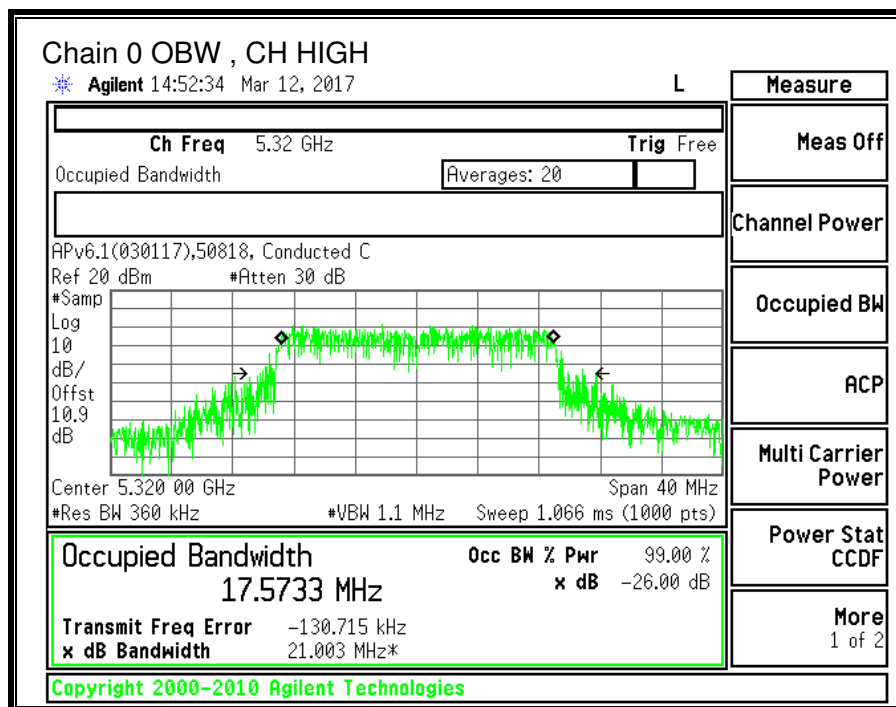 Chain 0 OBW , CH HIGH
Agilent 14:52:34 Mar 12, 2017 L
Measure
Ch Freq 5.32 GHz Trig Free
Meas Off
Occupied Bandwidth Averages: 20
Channel Power
APv6.1(030117),50818, Conducted C
Ref 20 dBm #Atten 30 dB
#Samp
Log
10
dB/
Offst
10.9
dB
Occupied BW
ACP
Multi Carrier
Power
Center 5.320 00 GHz Span 40 MHz
#Res BW 360 kHz #VBW 1.1 MHz Sweep 1.066 ms (1000 pts)
Power Stat
CCDF
Occupied Bandwidth Occ BW % Pwr 99.00 %
17.5733 MHz x dB -26.00 dB
Transmit Freq Error -130.715 kHz
x dB Bandwidth 21.003 MHz*
More
1 of 2
Copyright 2000-2010 Agilent Technologies